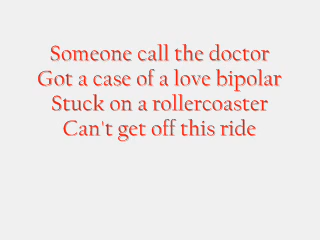 Someone call the doctor
Got a case of a love bipolar
Stuck on a rollercoaster
Can't get off this ride